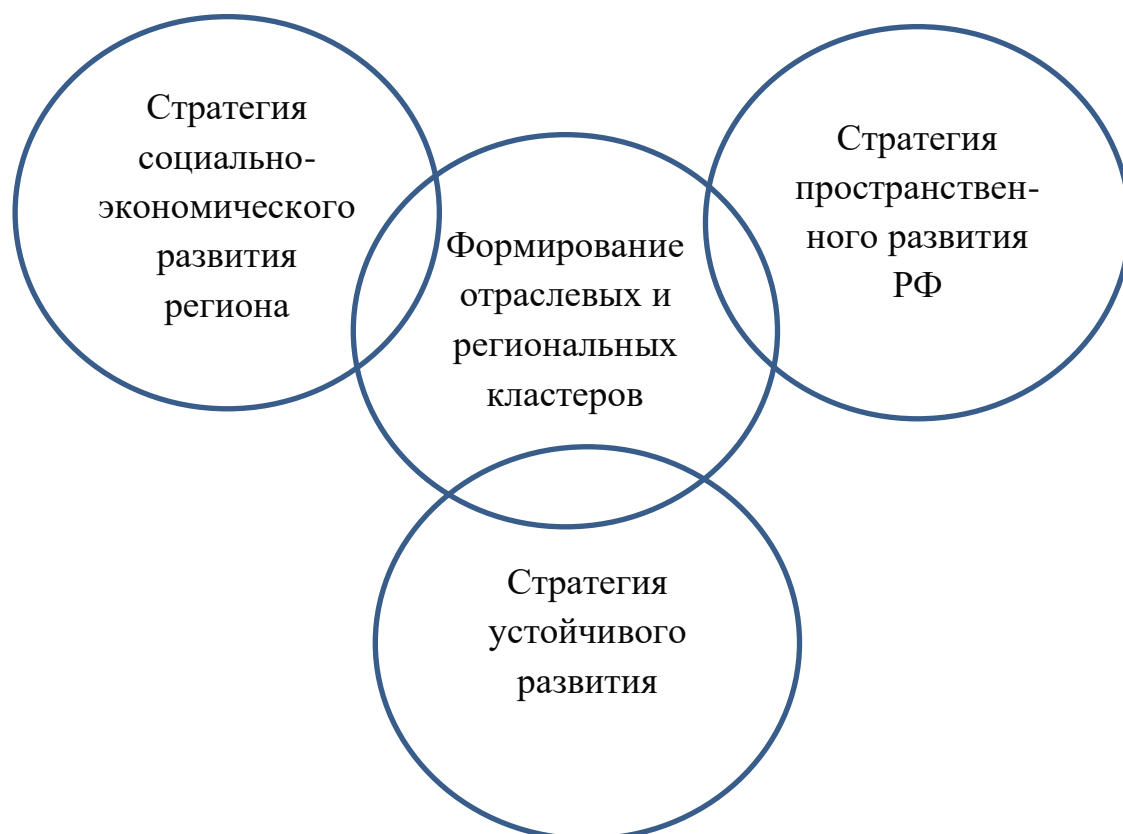 Стратегия
социально-
экономического
развития
региона
Формирование
отраслевых и
региональных
кластеров
Стратегия
пространствен-
ного развития
РФ
Стратегия
устойчивого
развития